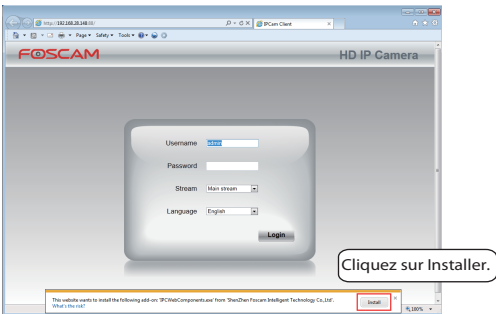 http://192.168.28.148:88/
IPCam Client
Page Safety Tools
FOSCAM
HD IP Camera
Username admin
Password
Stream Main stream
Language English
Login
Cliquez sur Installer.
This website wants to install the following add-on: 'IPCWebComponents.exe' from 'ShenZhen Foscam Intelligent Technology Co,Ltd'.
What's the risk?
Install
100%